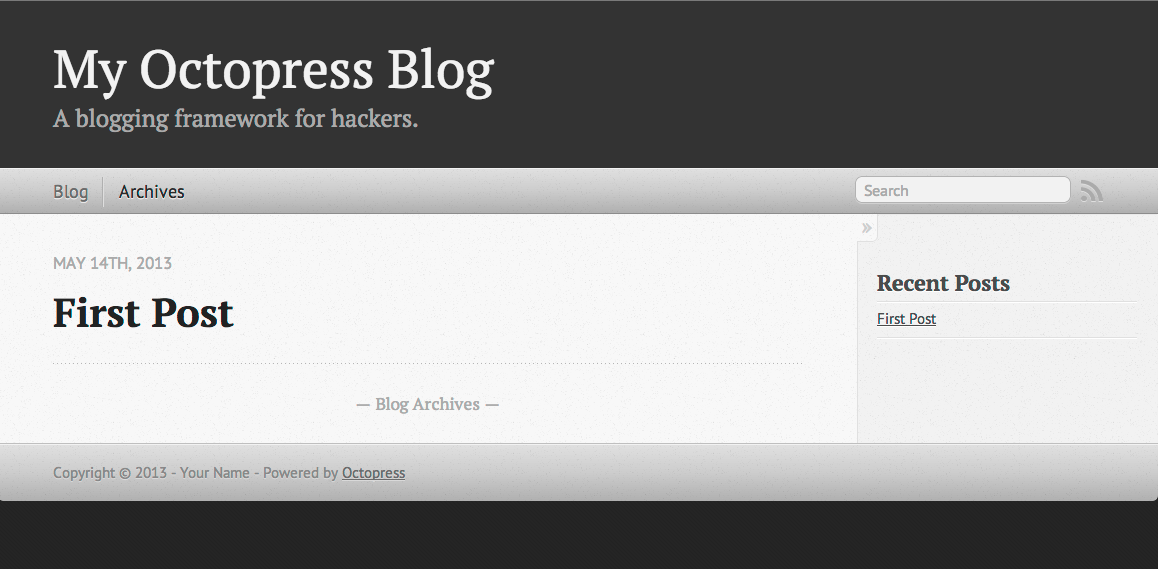 My Octopress Blog
A blogging framework for hackers.
Blog
Archives
Search
»
MAY 14TH, 2013
First Post
— Blog Archives —
Recent Posts
First Post
Copyright © 2013 - Your Name - Powered by Octopress